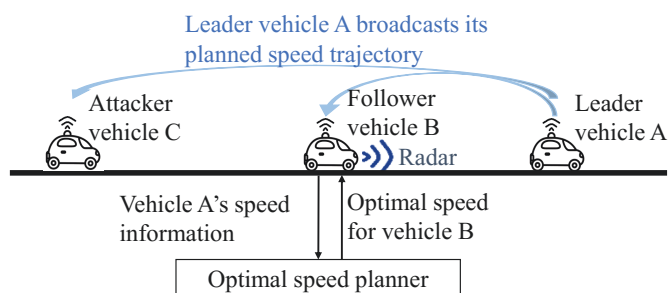 Leader vehicle A broadcasts its
planned speed trajectory
Attacker
vehicle C
Follower
vehicle B
Leader
vehicle A
Radar
Vehicle A's speed
information
Optimal speed
for vehicle B
Optimal speed planner